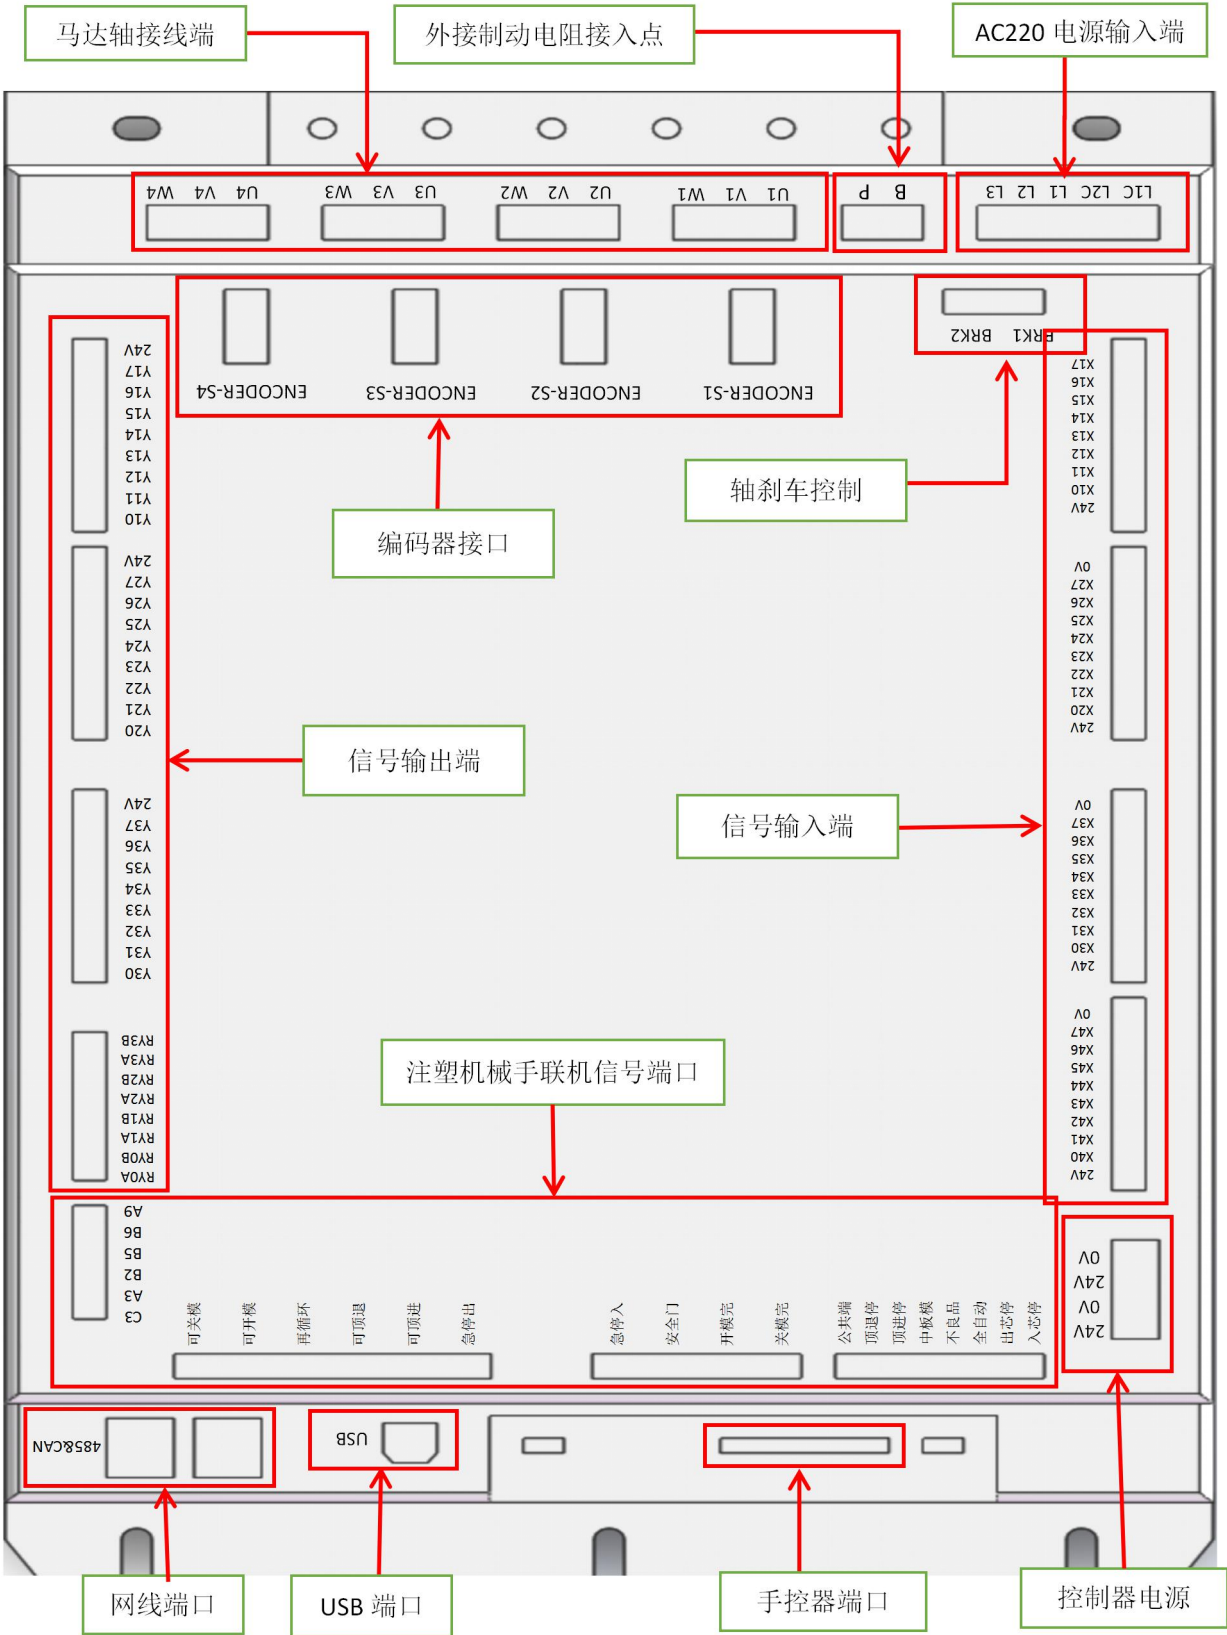 马达轴接线端
外接制动电阻接入点
AC220 电源输入端
W4 V4 U4
W3 V3 U3
W2 V2 U2
W1 V1 U1
P B
L3 L2 L1 L2C L1C
ENCODER-S4
ENCODER-S3
ENCODER-S2
ENCODER-S1
BRK2 BRK1
24V
Y17
Y16
Y15
Y14
Y13
Y12
Y11
Y10
24V
Y27
Y26
Y25
Y24
Y23
Y22
Y21
Y20
24V
Y37
Y36
Y35
Y34
Y33
Y32
Y31
Y30
RY3B
RY3A
RY2B
RY2A
RY1B
RY1A
RY0B
RY0A
编码器接口
轴刹车控制
信号输出端
信号输入端
注塑机械手联机信号端口
X17
X16
X15
X14
X13
X12
X11
X10
24V
0V
X27
X26
X25
X24
X23
X22
X21
X20
24V
0V
X37
X36
X35
X34
X33
X32
X31
X30
24V
0V
X47
X46
X45
X44
X43
X42
X41
X40
24V
A9
B6
B5
B2
A3
C3
可关模
可开模
再循环
可顶退
可顶进
急停出
急停入
安全门
开模完
关模完
公共端
顶退停
顶进停
中板模
不良品
全自动
出芯停
入芯停
0V
24V
0V
24V
485&CAN
USB
网线端口
USB 端口
手控器端口
控制器电源